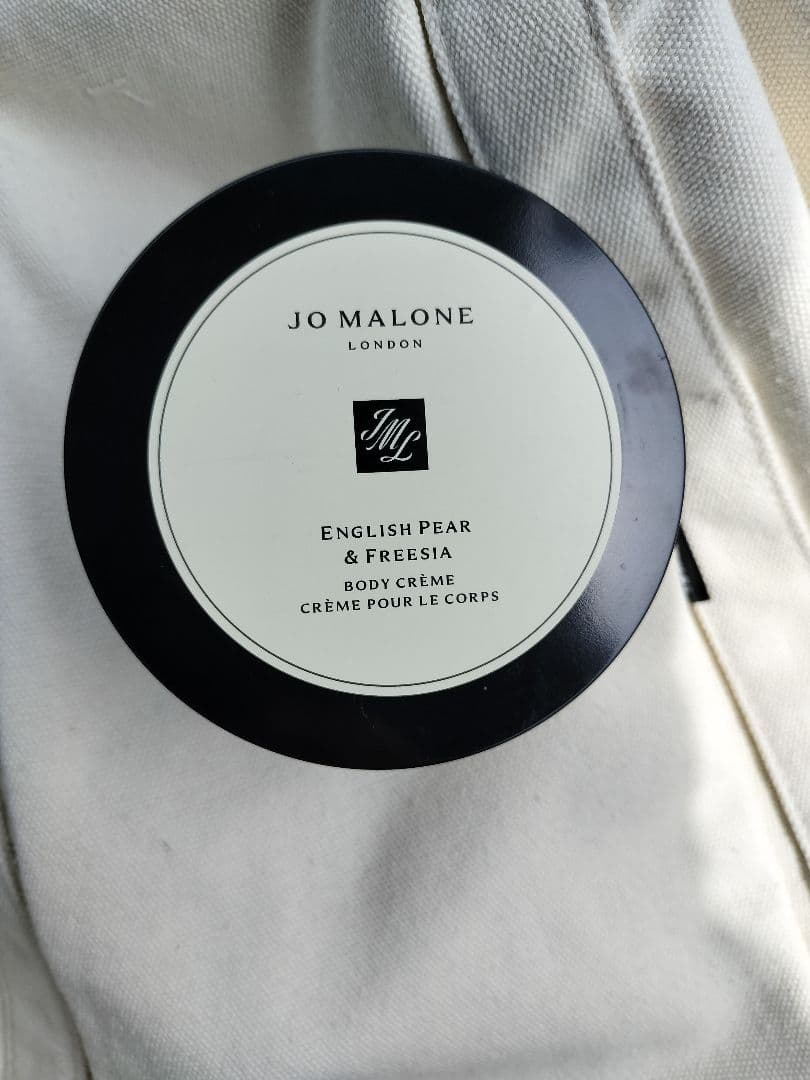 JO MALONE
LONDON
JML
ENGLISH PEAR
& FREESIA
BODY CRÈME
CRÈME POUR LE CORPS